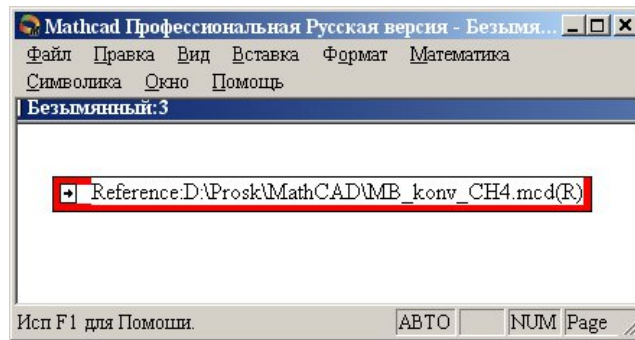 Mathcad Профессиональная Русская версия - Безымя...
Файл Правка Вид Вставка Формат Математика
Символика Окно Помощь
Безымянный:3
Reference:D:\Prosk\MathCAD\MB_konv_CH4.mcd(R)
Исп F1 для Помоши. АВТО NUM Page